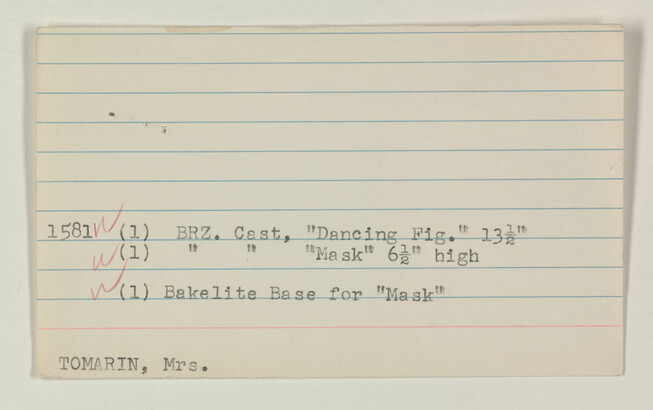 1581 (1) BRZ. Cast, "Dancing Fig." 13½"
(1) " " "Mask" 6½" high
(1) Bakelite Base for "Mask"
TOMARIN, Mrs.